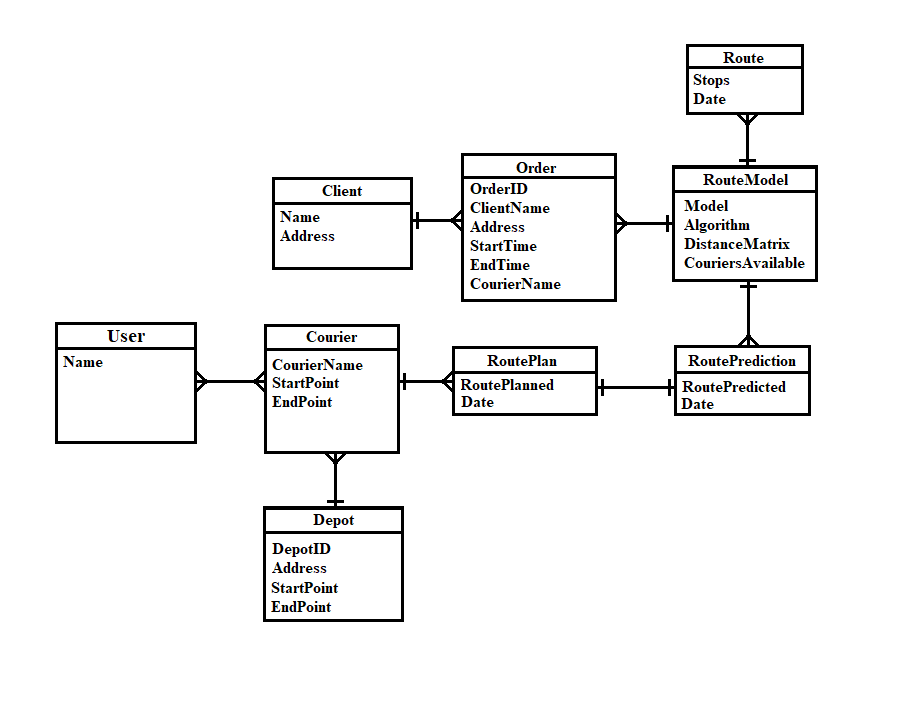 Route
Stops
Date
Order
OrderID
ClientName
Address
StartTime
EndTime
CourierName
RouteModel
Model
Algorithm
DistanceMatrix
CouriersAvailable
Client
Name
Address
User
Name
Courier
CourierName
StartPoint
EndPoint
RoutePlan
RoutePlanned
Date
RoutePrediction
RoutePredicted
Date
Depot
DepotID
Address
StartPoint
EndPoint